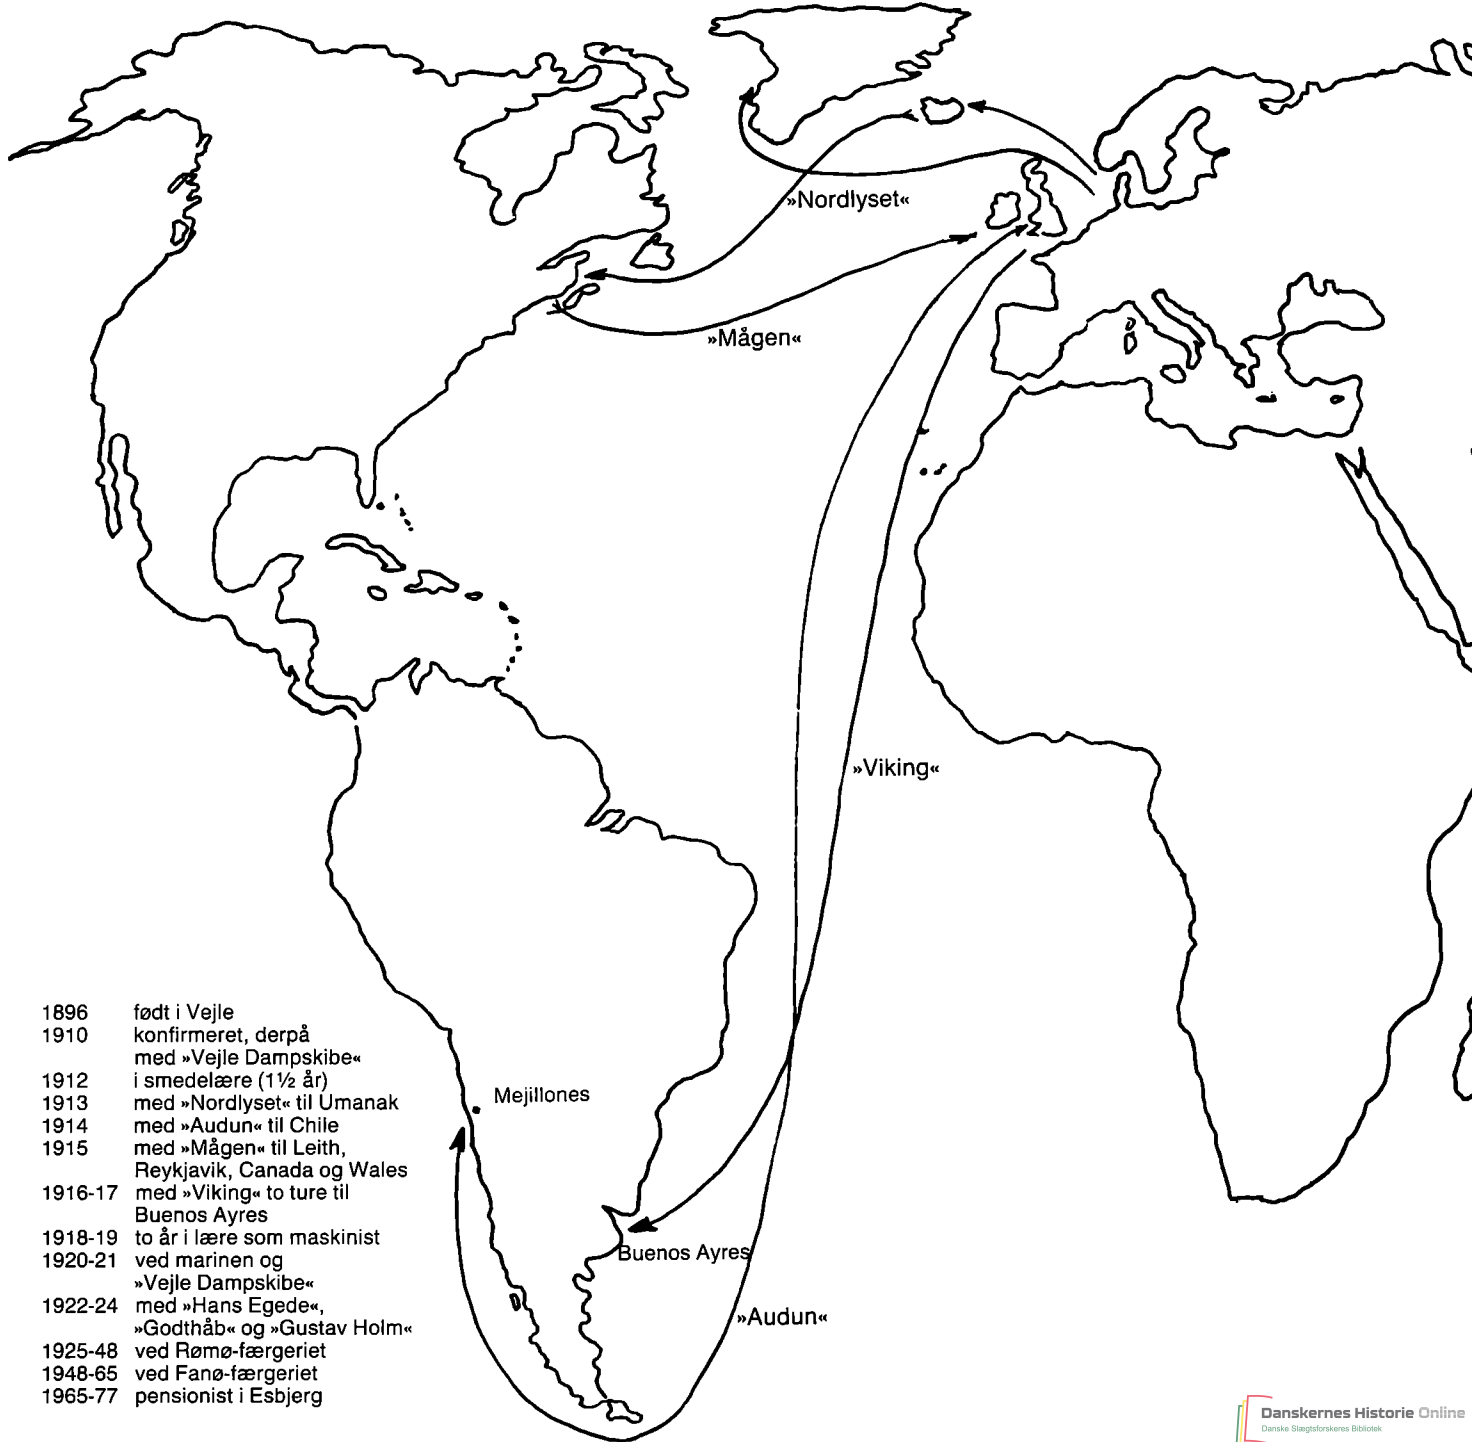 »Nordlyset«
»Mågen«
»Viking«
Mejillones
Buenos Ayres
»Audun«
1896 født i Vejle
1910 konfirmeret, derpå
med »Vejle Dampskibe«
1912 i smedelære (1½ år)
1913 med »Nordlyset« til Umanak
1914 med »Audun« til Chile
1915 med »Mågen« til Leith,
Reykjavik, Canada og Wales
1916-17 med »Viking« to ture til
Buenos Ayres
1918-19 to år i lære som maskinist
1920-21 ved marinen og
»Vejle Dampskibe«
1922-24 med »Hans Egede«,
»Godthåb« og »Gustav Holm«
1925-48 ved Rømø-færgeriet
1948-65 ved Fanø-færgeriet
1965-77 pensionist i Esbjerg
Danskernes Historie Online
Danske Slægtsforskeres Bibliotek